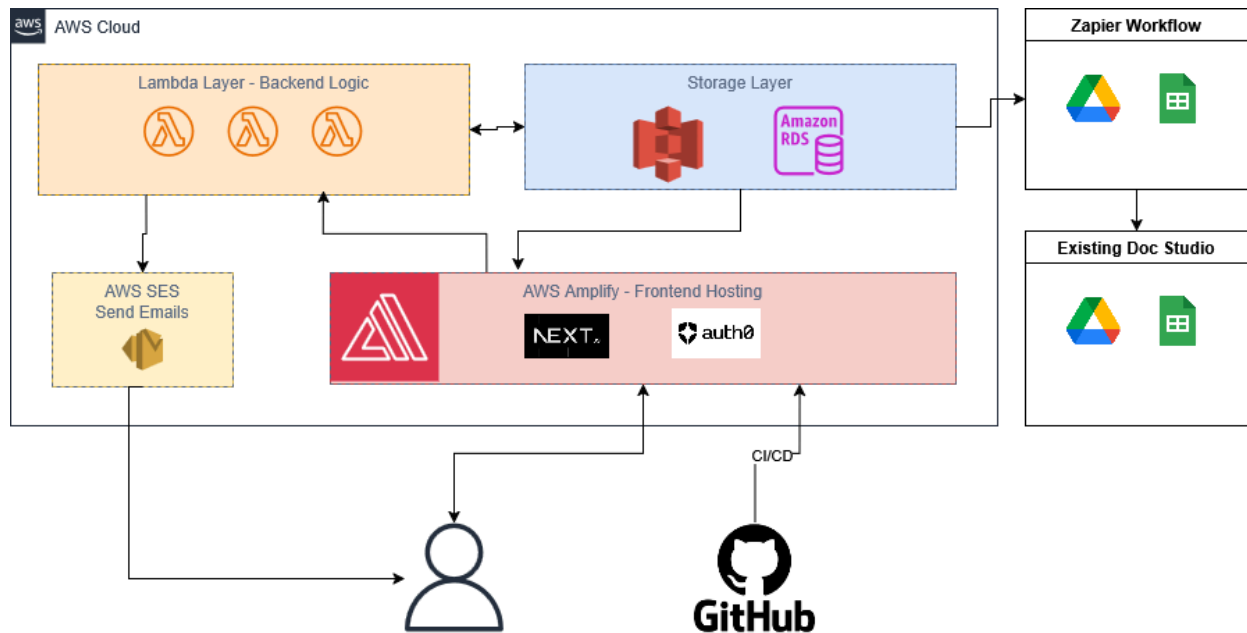 aws
AWS Cloud
Lambda Layer - Backend Logic
Storage Layer
Amazon
RDS
Zapier Workflow
Existing Doc Studio
AWS SES
Send Emails
AWS Amplify - Frontend Hosting
NEXT
auth0
CI/CD
GitHub